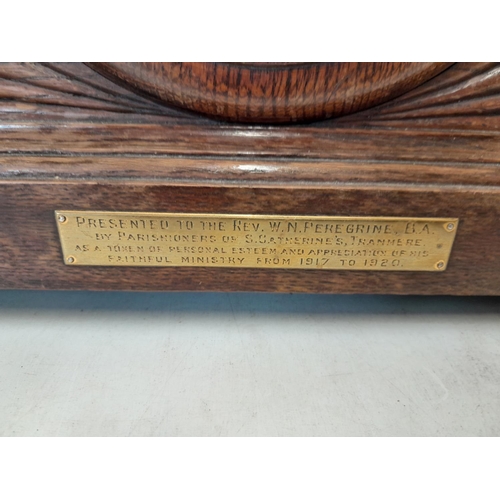 PRESENTED TO THE REV. W. N. PEREGRINE. B.A.
BY PARISHIONERS OF S. CATHERINE'S, TRANMERE.
AS A TOKEN OF PERSONAL ESTEEM AND APPRECIATION OF HIS
FAITHFUL MINISTRY FROM 1917 TO 1920.